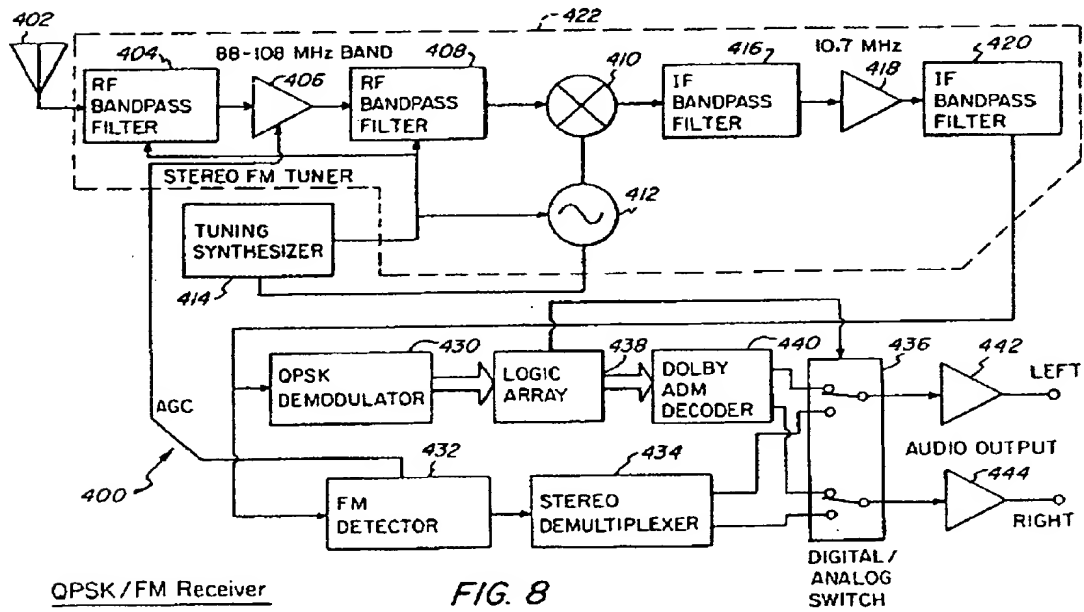 402
422
404
88-108 MHz BAND
408
410
416
10.7 MHz
420
RF
BANDPASS
FILTER
406
RF
BANDPASS
FILTER
IF
BANDPASS
FILTER
418
IF
BANDPASS
FILTER
STEREO FM TUNER
412
TUNING
SYNTHESIZER
414
430
438
440
436
442
QPSK
DEMODULATOR
LOGIC
ARRAY
DOLBY
ADM
DECODER
LEFT
AGC
400
432
434
AUDIO OUTPUT
444
FM
DETECTOR
STEREO
DEMULTIPLEXER
RIGHT
DIGITAL/
ANALOG
SWITCH
QPSK/FM Receiver
FIG. 8